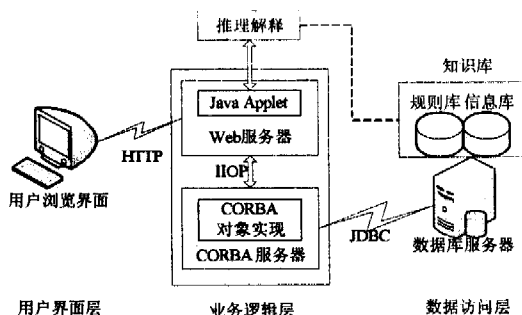 推理解释
知识库
规则库 信息库
Java Applet
Web服务器
HTTP
IIOP
用户浏览界面
CORBA
对象实现
CORBA服务器
JDBC
数据库服务器
用户界面层
业务逻辑层
数据访问层